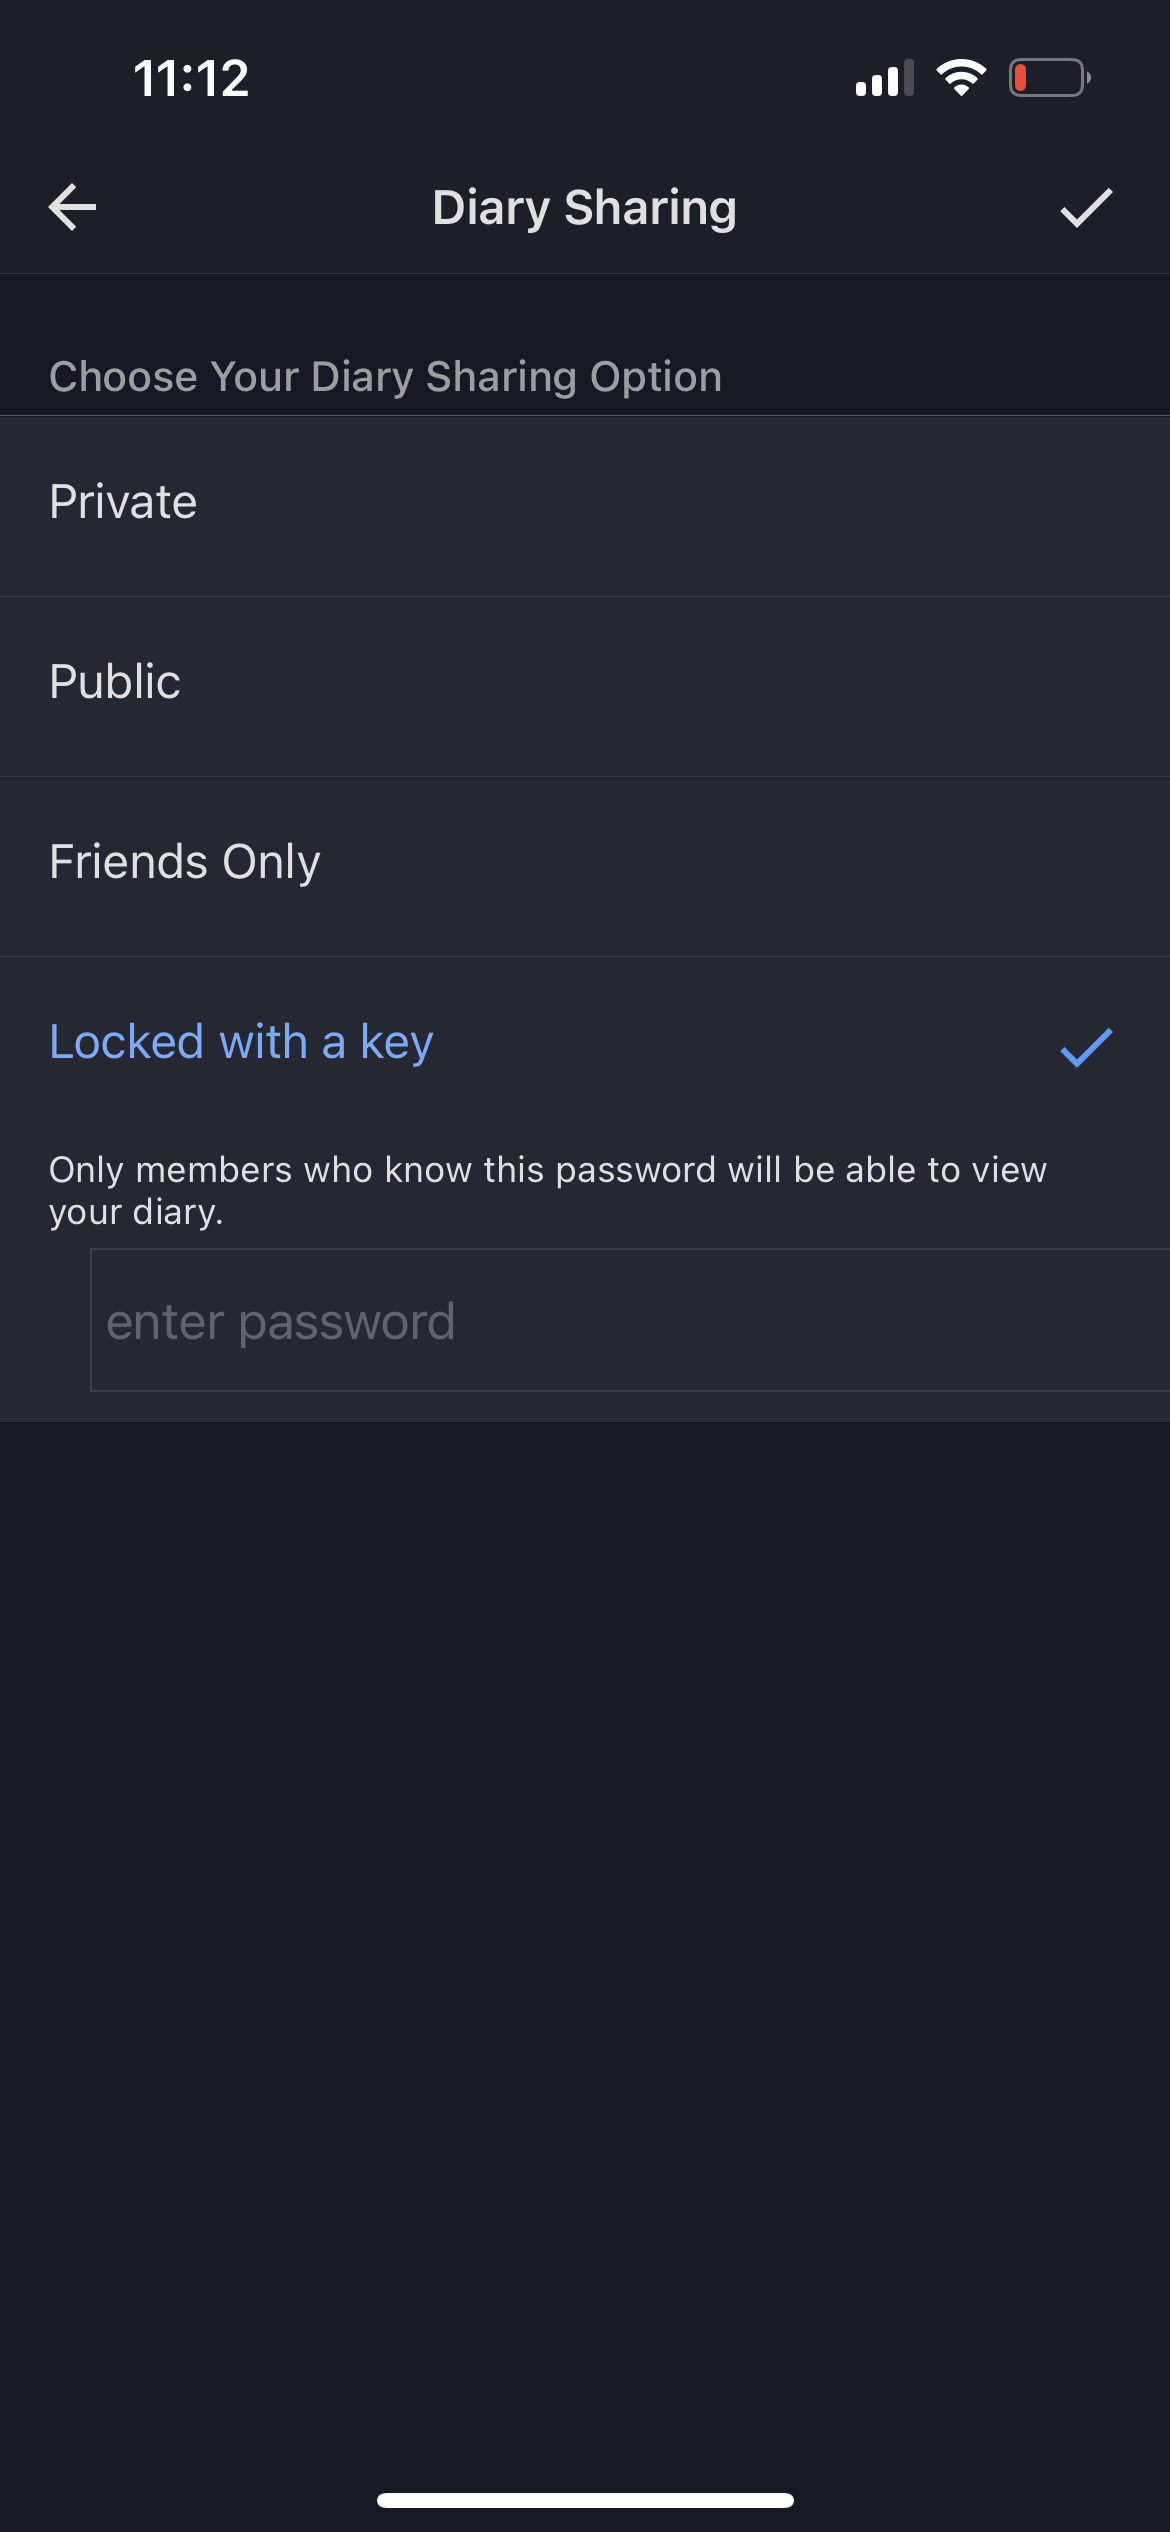 11:12
Diary Sharing
Choose Your Diary Sharing Option
Private
Public
Friends Only
Locked with a key
Only members who know this password will be able to view
your diary.
enter password